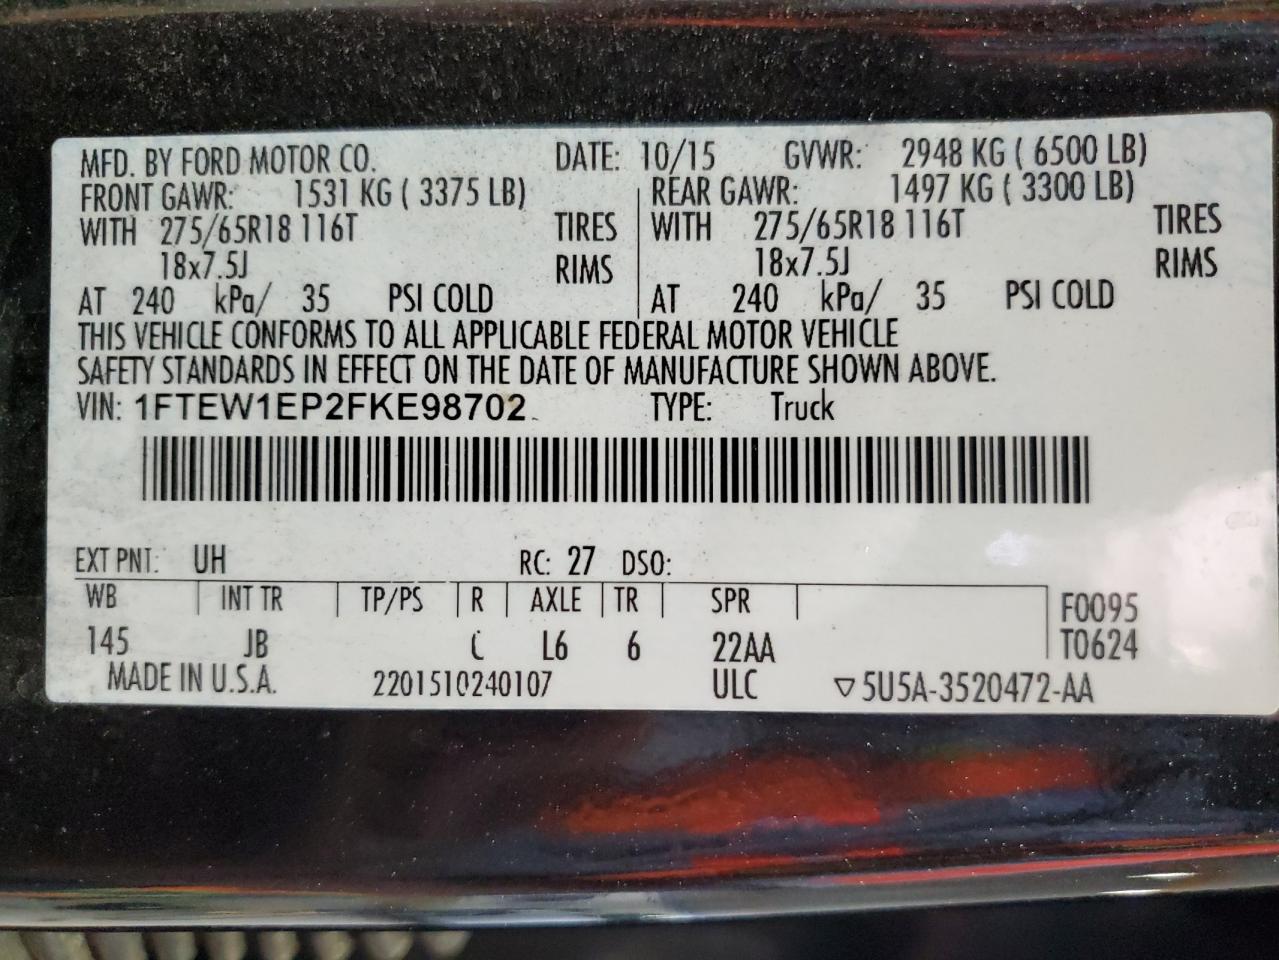 MFD. BY FORD MOTOR CO. DATE: 10/15 GVWR: 2948 KG ( 6500 LB)
FRONT GAWR: 1531 KG ( 3375 LB) REAR GAWR: 1497 KG ( 3300 LB)
WITH 275/65R18 116T TIRES WITH 275/65R18 116T TIRES
18x7.5J RIMS 18x7.5J RIMS
AT 240 kPa/ 35 PSI COLD AT 240 kPa/ 35 PSI COLD
THIS VEHICLE CONFORMS TO ALL APPLICABLE FEDERAL MOTOR VEHICLE
SAFETY STANDARDS IN EFFECT ON THE DATE OF MANUFACTURE SHOWN ABOVE.
VIN: 1FTEW1EP2FKE98702 TYPE: Truck
EXT PNT: UH RC: 27 DSO:
WB INT TR TP/PS R AXLE TR SPR F0095
145 JB L6 6 22AA T0624
MADE IN U.S.A. 2201510240107 ULC ▽5U5A-3520472-AA